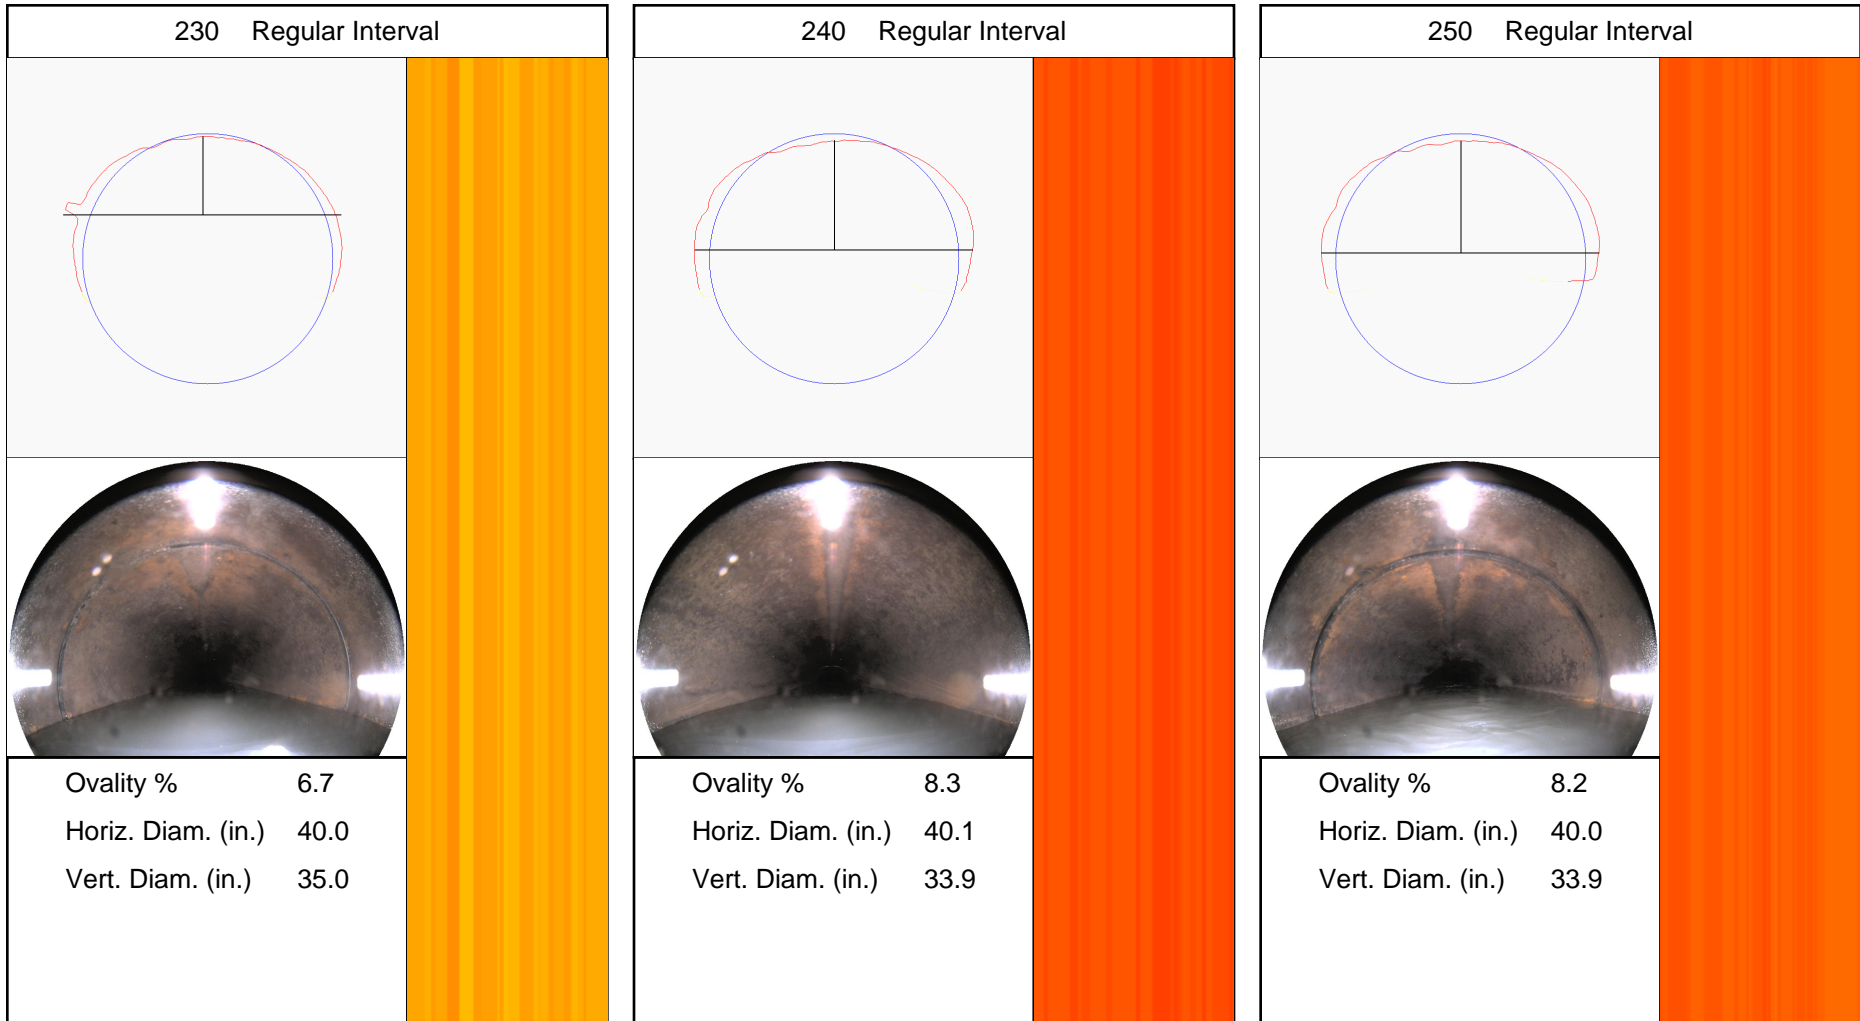 230 Regular Interval
Ovality % 6.7
Horiz. Diam. (in.) 40.0
Vert. Diam. (in.) 35.0
240 Regular Interval
Ovality % 8.3
Horiz. Diam. (in.) 40.1
Vert. Diam. (in.) 33.9
250 Regular Interval
Ovality % 8.2
Horiz. Diam. (in.) 40.0
Vert. Diam. (in.) 33.9